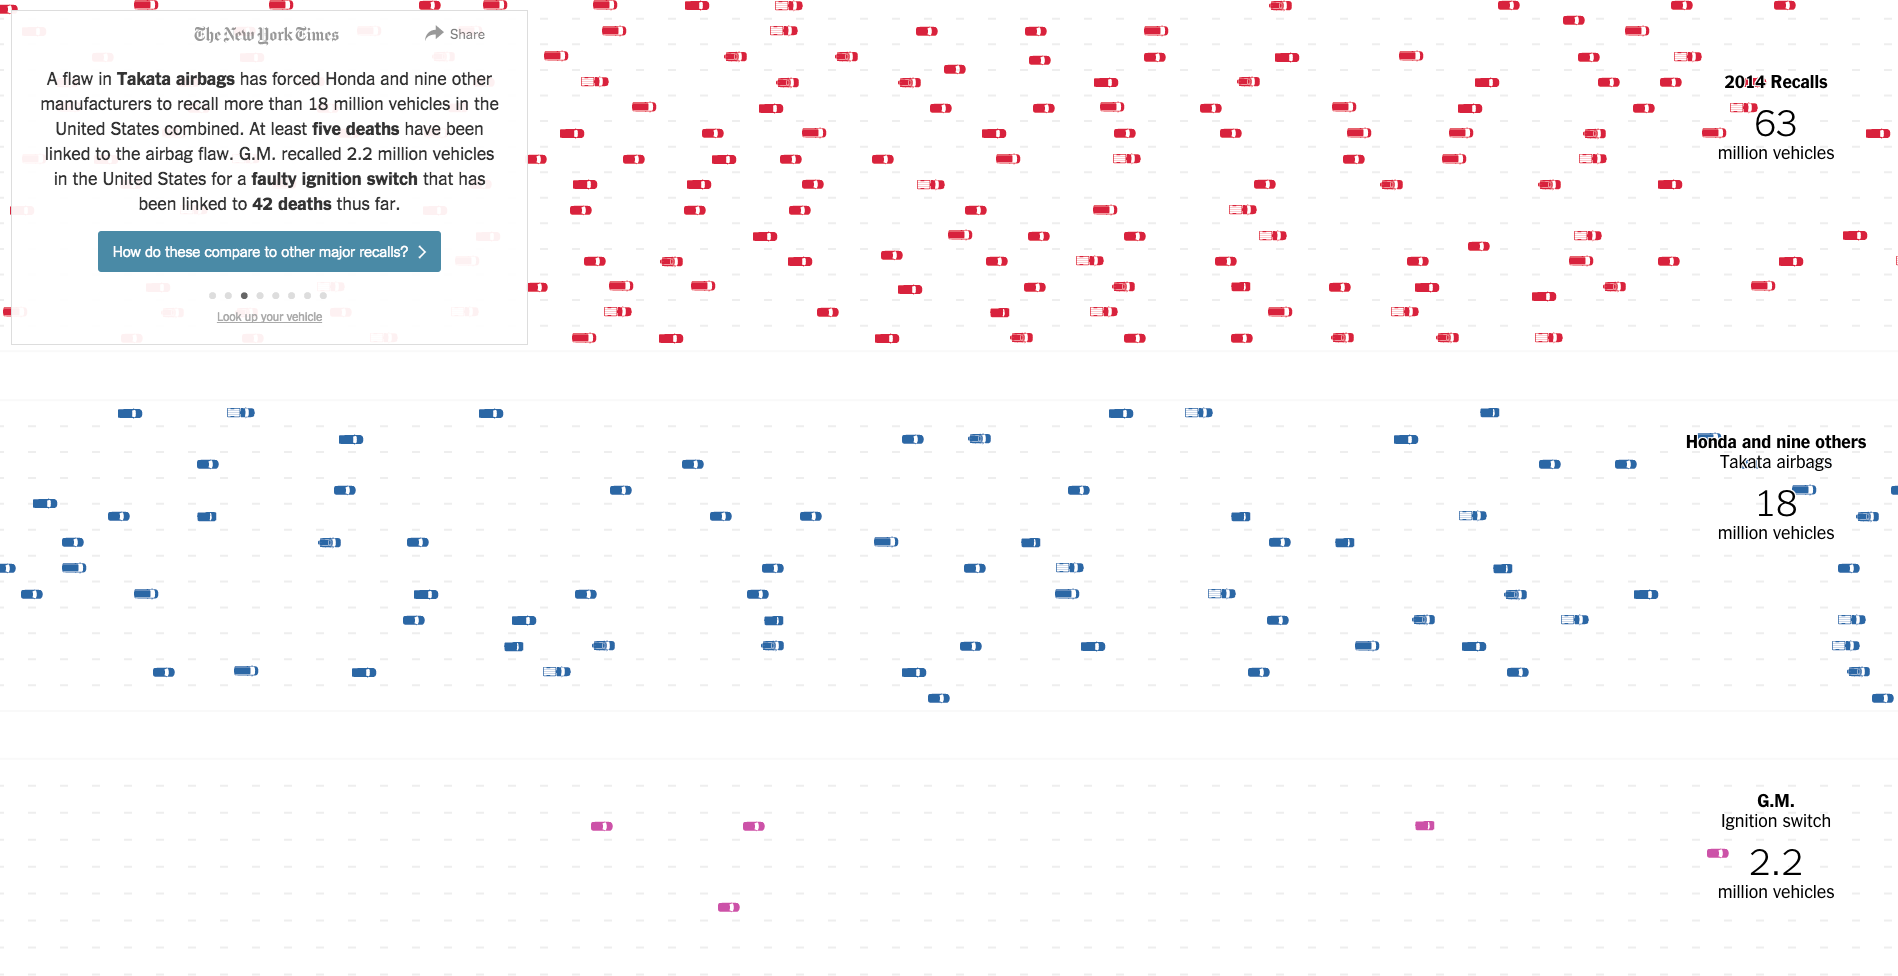 The New York Times
Share
A flaw in Takata airbags has forced Honda and nine other
manufacturers to recall more than 18 million vehicles in the
United States combined. At least five deaths have been
linked to the airbag flaw. G.M. recalled 2.2 million vehicles
in the United States for a faulty ignition switch that has
been linked to 42 deaths thus far.
How do these compare to other major recalls?
Look up your vehicle
2014 Recalls
63
million vehicles
Honda and nine others
Takata airbags
18
million vehicles
G.M.
Ignition switch
2.2
million vehicles